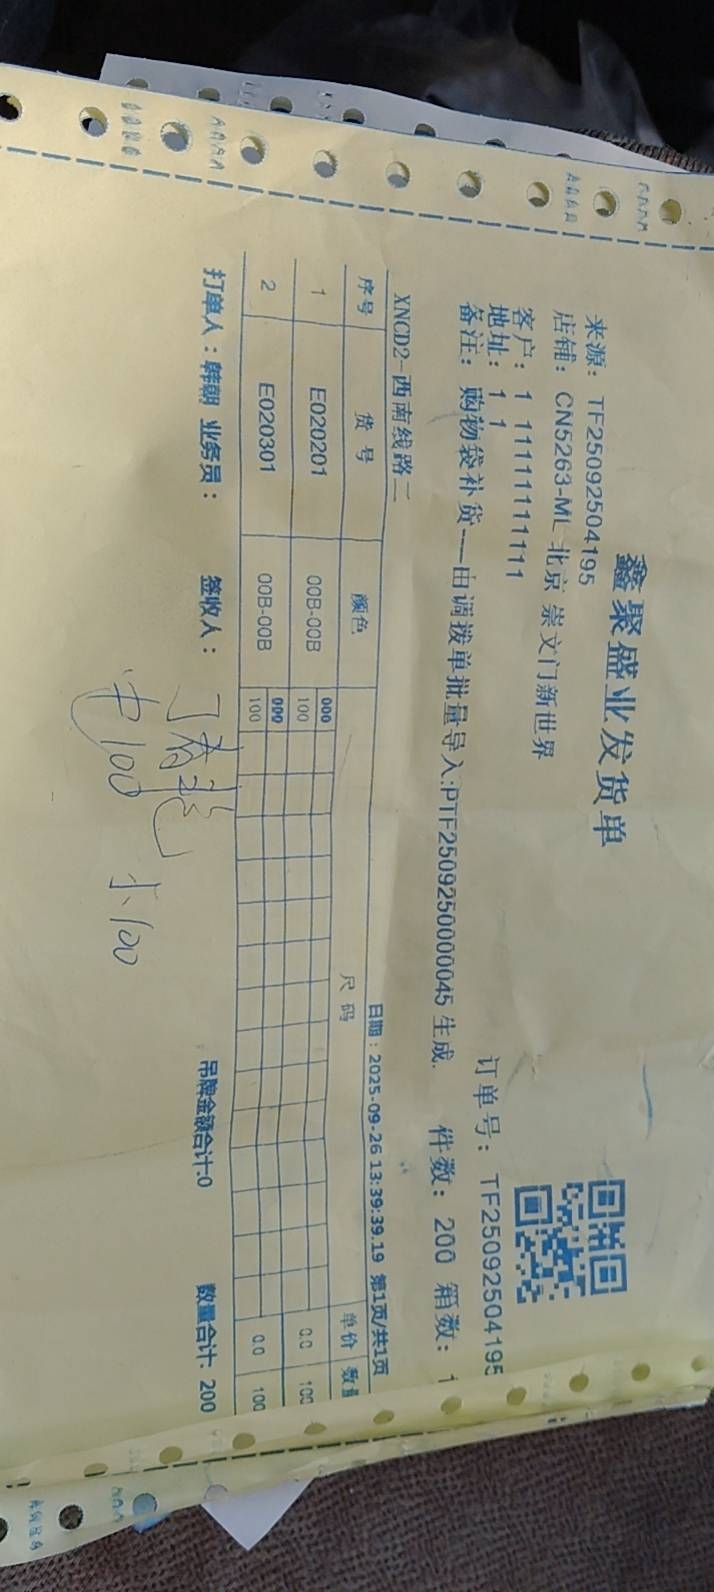 鑫聚盛业发货单
来源：TF25092504195
订单号：TF25092504195
店铺：CN5263-ML 北京 崇文门新世界
客户：1 11111111111
地址：1 1
备注：购物袋补货——由调拨单批量导入:PTF2509250000045 生成.
件数：200 箱数：1
XNCD2-西南线路二
日期：2025-09-26 13:39:39.19 第1页/共1页
序号 货号 颜色 尺码 单价 数量
000
1 E020201 00B-00B 100 0.0 100
000
2 E020301 00B-00B 100 0.0 100
打单人：韩朝 业务员： 签收人： 吊牌金额合计:0 数量合计: 200
中100 小100